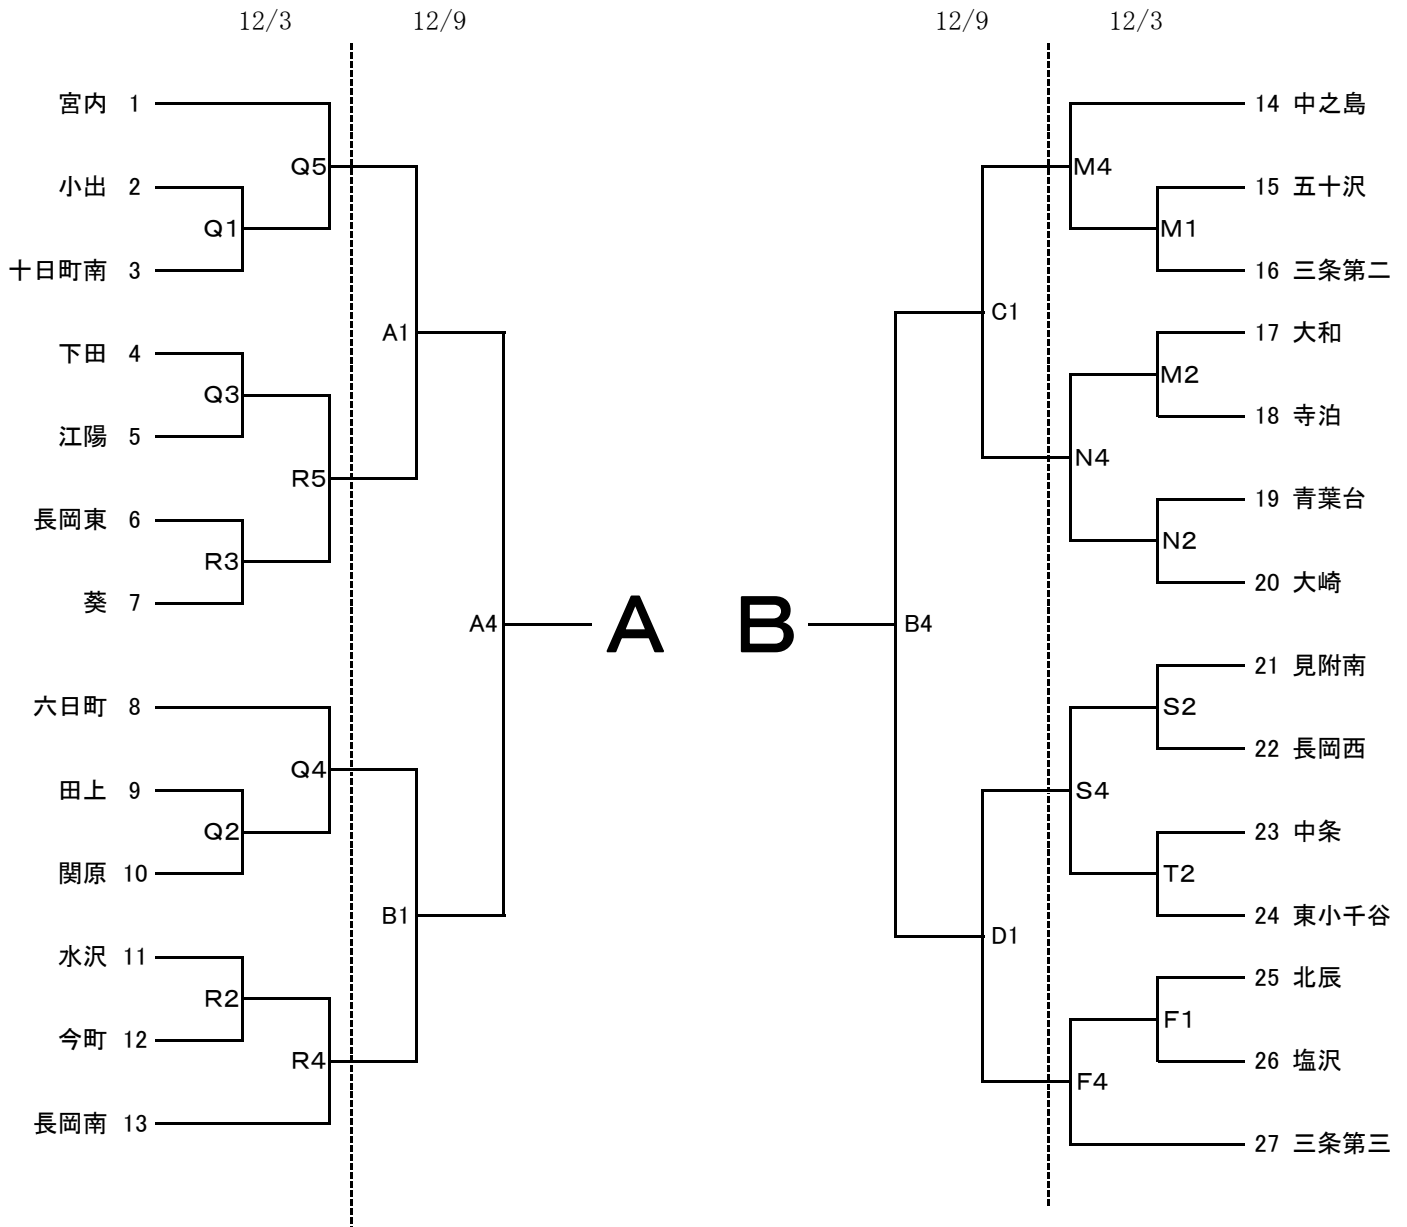 12/3 12/9 12/9 12/3
宮内 1
Q5
小出 2
Q1
十日町南 3
A1
下田 4
Q3
江陽 5
R5
長岡東 6
R3
葵 7
A4
A
六日町 8
Q4
田上 9
Q2
関原 10
B1
水沢 11
R2
今町 12
R4
長岡南 13
14 中之島
M4
15 五十沢
M1
16 三条第二
C1
17 大和
M2
18 寺泊
N4
19 青葉台
N2
20 大崎
B
B4
21 見附南
S2
22 長岡西
S4
23 中条
T2
24 東小千谷
D1
25 北辰
F1
26 塩沢
F4
27 三条第三